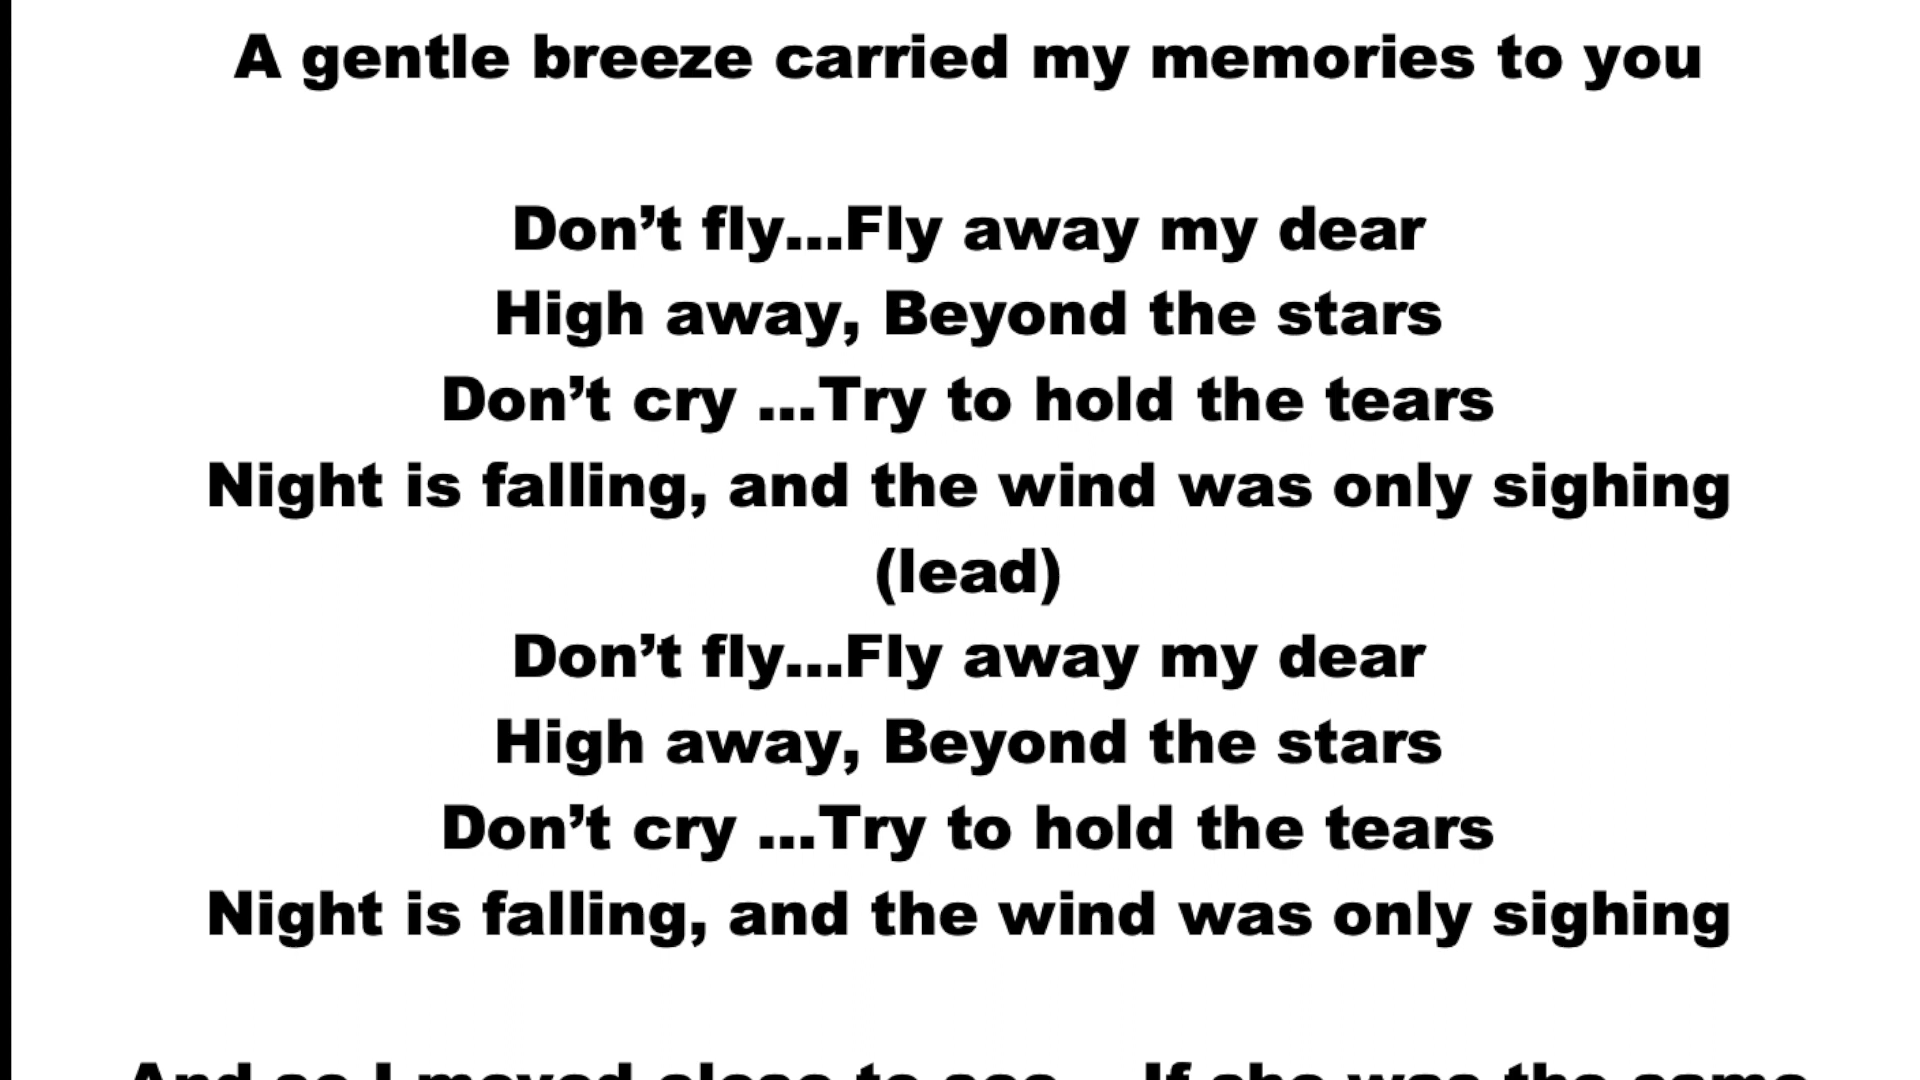 A gentle breeze carried my memories to you
Don’t fly...Fly away my dear
High away, Beyond the stars
Don’t cry ...Try to hold the tears
Night is falling, and the wind was only sighing
(lead)
Don’t fly...Fly away my dear
High away, Beyond the stars
Don’t cry ...Try to hold the tears
Night is falling, and the wind was only sighing
And so I moved close to see If she was the same